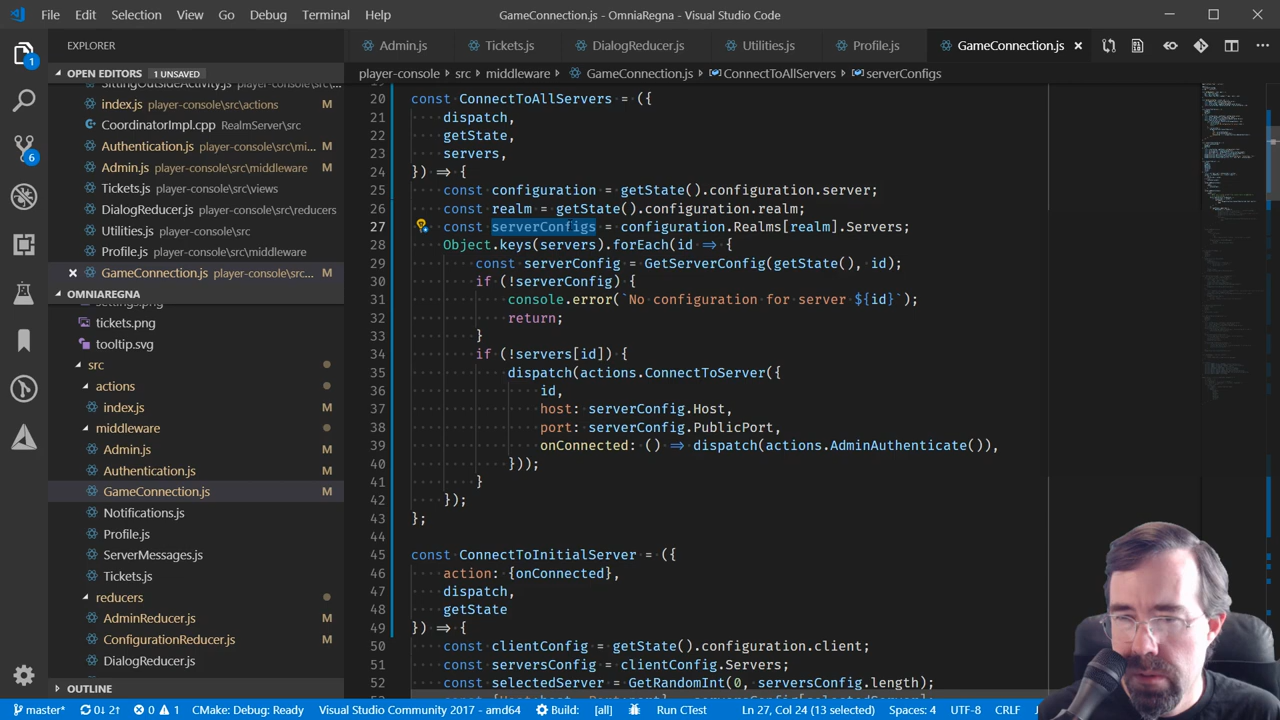 File Edit Selection View Go Debug Terminal Help GameConnection.js - OmniaRegna - Visual Studio Code
EXPLORER
Admin.js Tickets.js DialogReducer.js Utilities.js Profile.js GameConnection.js
OPEN EDITORS 1 UNSAVED
player-console > src > middleware > GameConnection.js > ConnectToAllServers > serverConfigs
1
SittingOutsideActivity.js EditRealm\src
index.js player-console\src\actions M
CoordinatorImpl.cpp RealmServer\src
Authentication.js player-console\src\mi... M
6
Admin.js player-console\src\middleware M
Tickets.js player-console\src\views
DialogReducer.js player-console\src\reducers
Utilities.js player-console\src
Profile.js player-console\src\middleware
GameConnection.js player-console\src... M
OMNIAREGNA
settings.png
tickets.png
tooltip.svg
src
actions
index.js M
middleware
Admin.js M
Authentication.js M
GameConnection.js M
Notifications.js
Profile.js
ServerMessages.js
Tickets.js
reducers
AdminReducer.js M
ConfigurationReducer.js M
DialogReducer.js
OUTLINE
20 const ConnectToAllServers = ({
21 dispatch,
22 getState,
23 servers,
24 }) => {
25 const configuration = getState().configuration.server;
26 const realm = getState().configuration.realm;
27 const serverConfigs = configuration.Realms[realm].Servers;
28 Object.keys(servers).forEach(id => {
29 const serverConfig = GetServerConfig(getState(), id);
30 if (!serverConfig) {
31 console.error(`No configuration for server ${id}`);
32 return;
33 }
34 if (!servers[id]) {
35 dispatch(actions.ConnectToServer({
36 id,
37 host: serverConfig.Host,
38 port: serverConfig.PublicPort,
39 onConnected: () => dispatch(actions.AdminAuthenticate()),
40 }));
41 }
42 });
43 };
44
45 const ConnectToInitialServer = ({
46 action: {onConnected},
47 dispatch,
48 getState
49 }) => {
50 const clientConfig = getState().configuration.client;
51 const serversConfig = clientConfig.Servers;
52 const selectedServer = GetRandomInt(0, serversConfig.length);
master* 0↓ 2↑ 0 1 CMake: Debug: Ready Visual Studio Community 2017 - amd64 Build: [all] Run CTest Ln 27, Col 24 (13 selected) Spaces: 4 UTF-8 CRLF